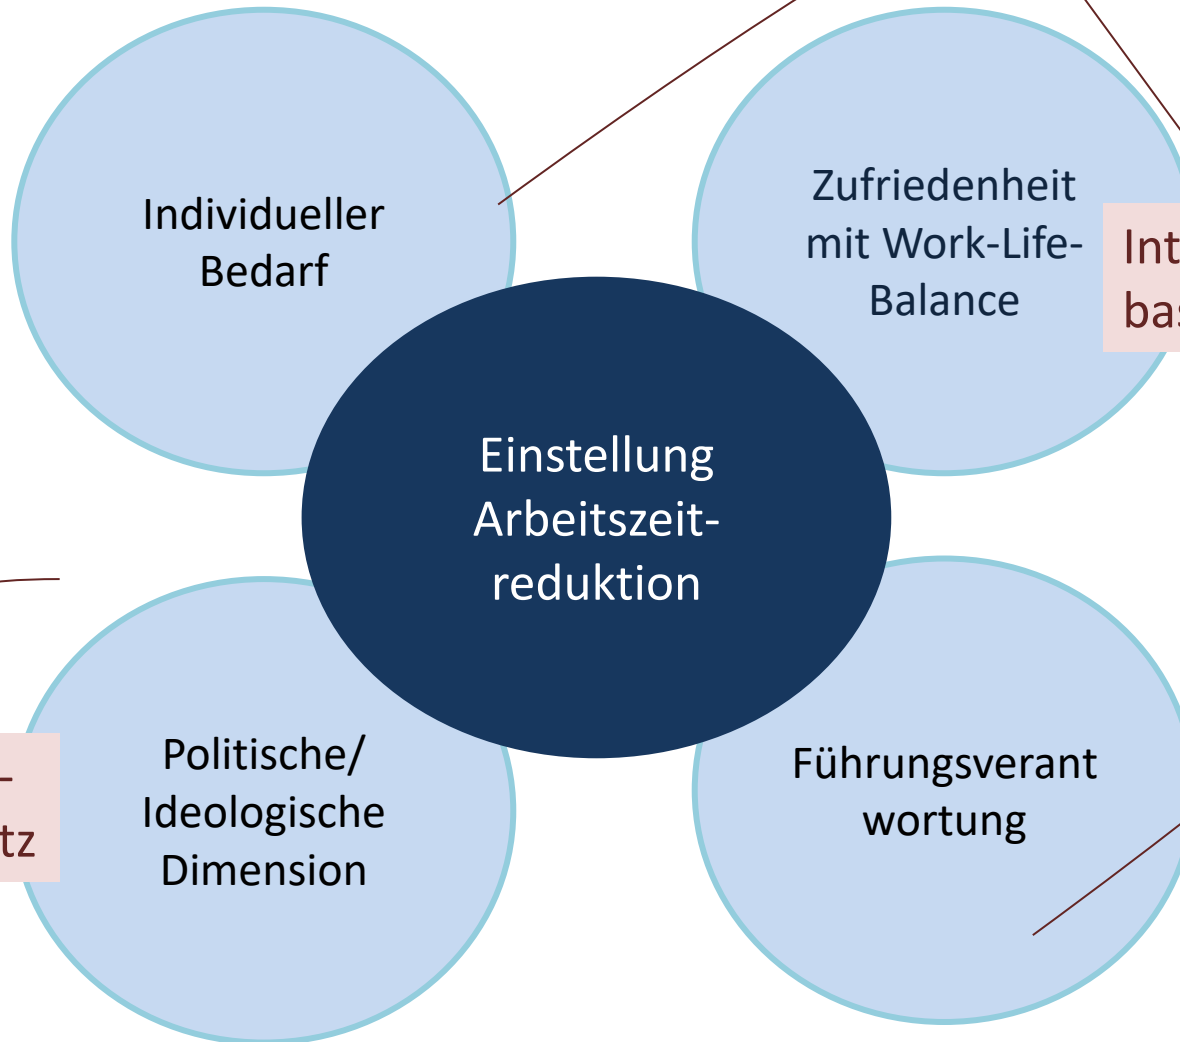 Individueller
Bedarf
Zufriedenheit
mit Work-Life-
Balance
Einstellung
Arbeitszeit-
reduktion
Politische/
Ideologische
Dimension
Führungsverant
wortung